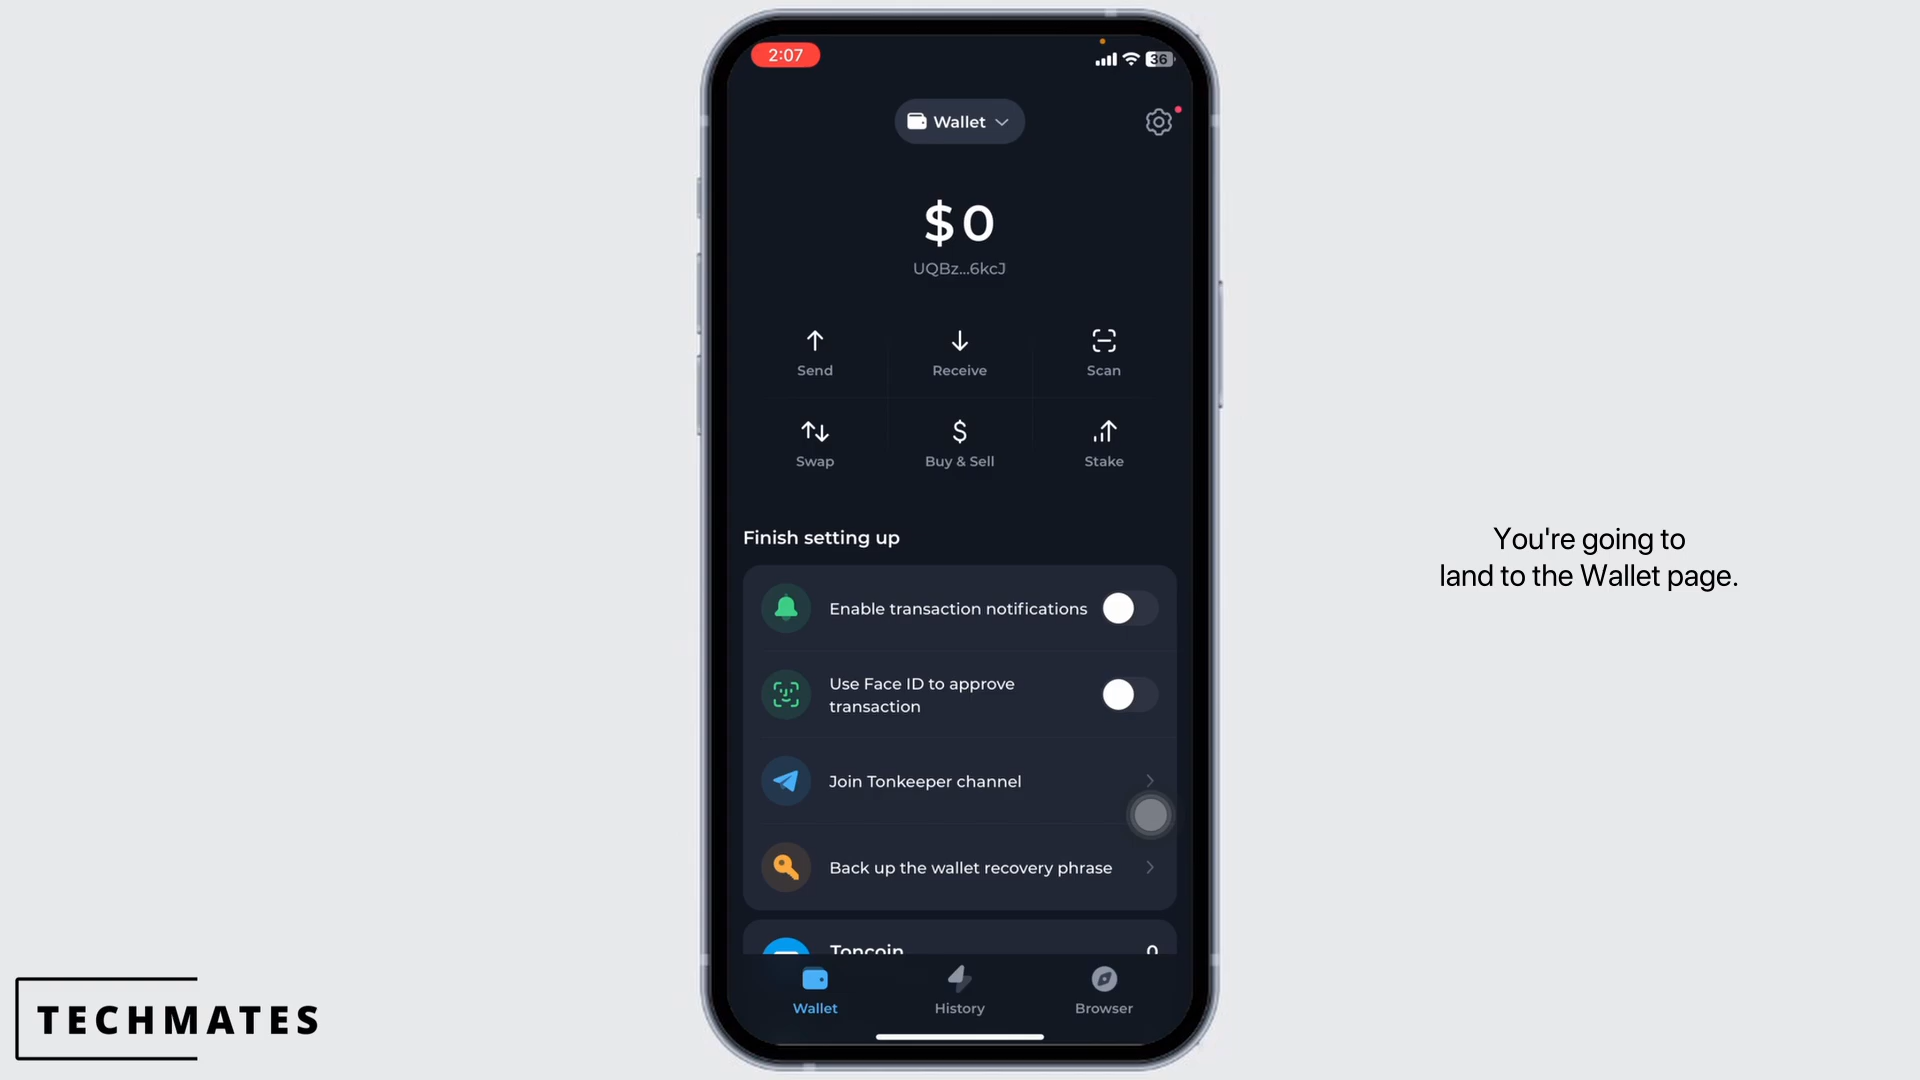 2:07
36
Wallet
$0
UQBz...6kcJ
Send
Receive
Scan
Swap
Buy & Sell
Stake
Finish setting up
Enable transaction notifications
Use Face ID to approve
transaction
Join Tonkeeper channel
Back up the wallet recovery phrase
Toncoin
0
Wallet
History
Browser
You're going to
land to the Wallet page.
TECHMATES